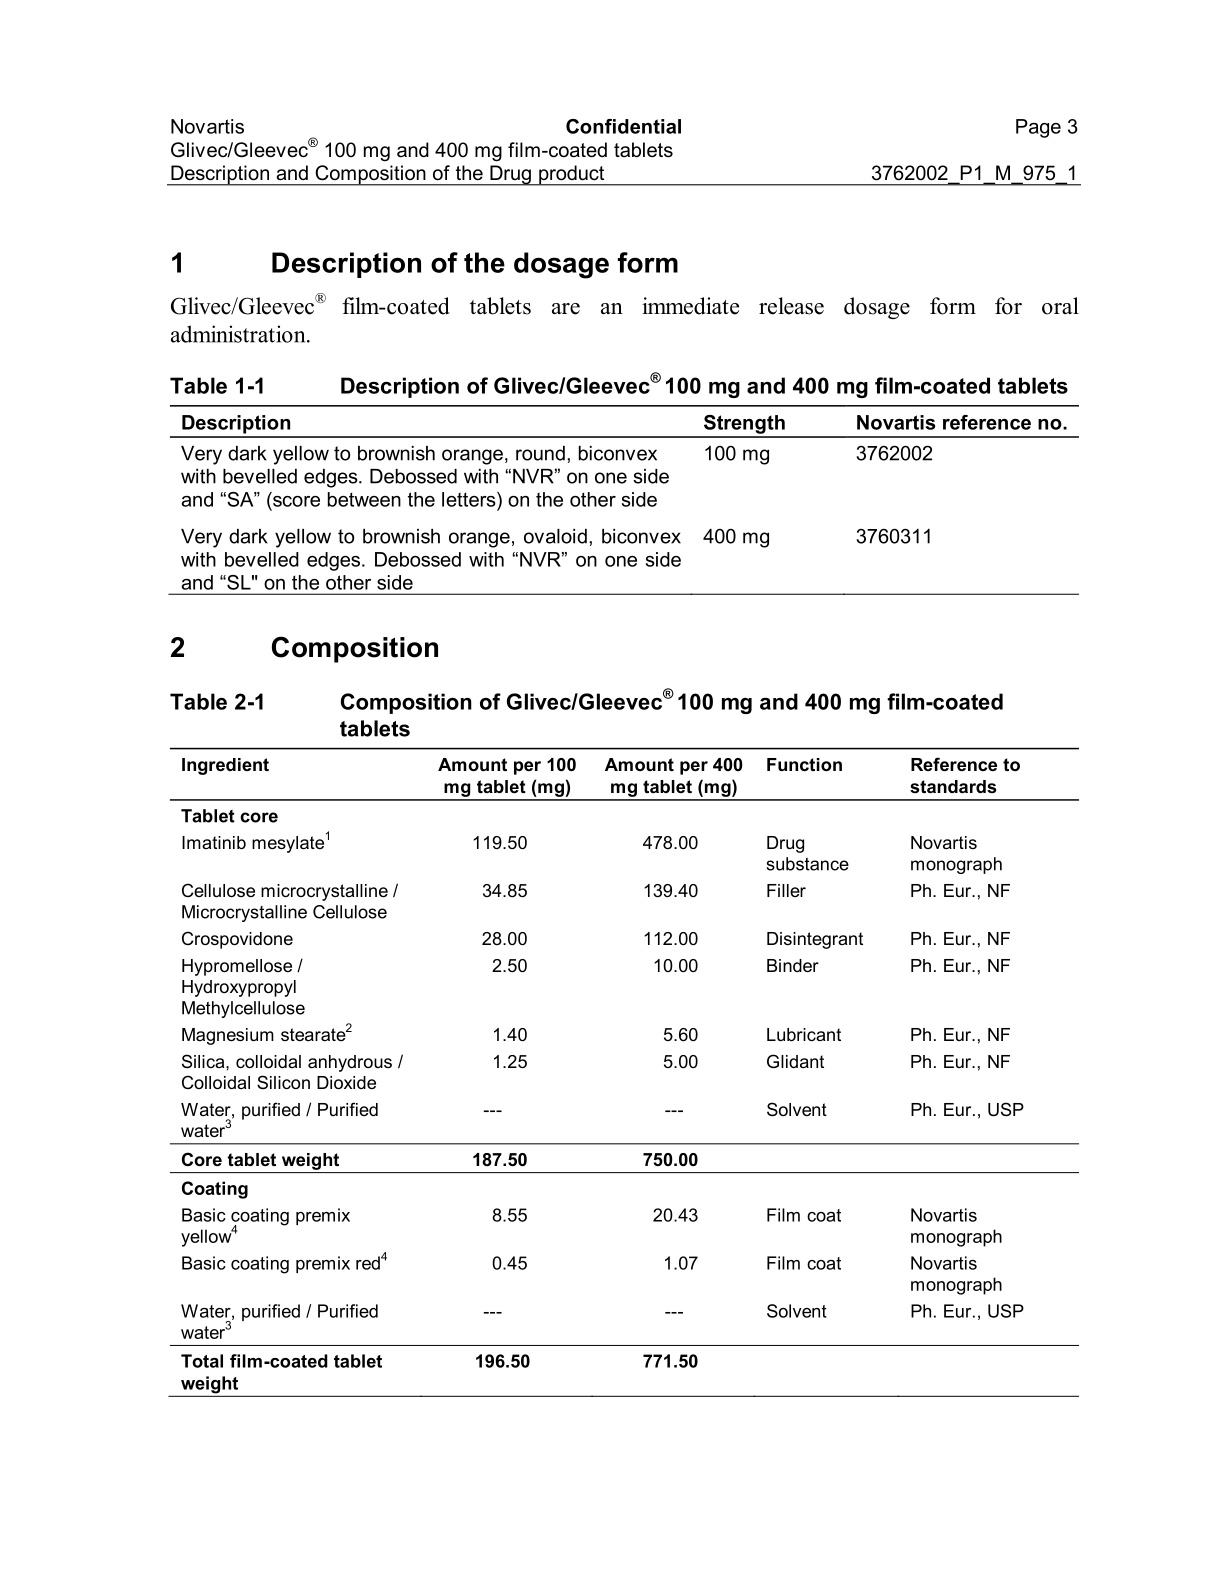 Novartis Confidential Page 3
Glivec/Gleevec® 100 mg and 400 mg film-coated tablets
Description and Composition of the Drug product 3762002_P1_M_975_1
1 Description of the dosage form
Glivec/Gleevec® film-coated tablets are an immediate release dosage form for oral
administration.
Table 1-1 Description of Glivec/Gleevec® 100 mg and 400 mg film-coated tablets
Description Strength Novartis reference no.
Very dark yellow to brownish orange, round, biconvex 100 mg 3762002
with bevelled edges. Debossed with “NVR” on one side
and “SA” (score between the letters) on the other side
Very dark yellow to brownish orange, ovaloid, biconvex 400 mg 3760311
with bevelled edges. Debossed with “NVR” on one side
and “SL" on the other side
2 Composition
Table 2-1 Composition of Glivec/Gleevec® 100 mg and 400 mg film-coated
tablets
Ingredient Amount per 100 Amount per 400 Function Reference to
mg tablet (mg) mg tablet (mg) standards
Tablet core
Imatinib mesylate1 119.50 478.00 Drug Novartis
substance monograph
Cellulose microcrystalline / 34.85 139.40 Filler Ph. Eur., NF
Microcrystalline Cellulose
Crospovidone 28.00 112.00 Disintegrant Ph. Eur., NF
Hypromellose / 2.50 10.00 Binder Ph. Eur., NF
Hydroxypropyl
Methylcellulose
Magnesium stearate2 1.40 5.60 Lubricant Ph. Eur., NF
Silica, colloidal anhydrous / 1.25 5.00 Glidant Ph. Eur., NF
Colloidal Silicon Dioxide
Water, purified / Purified --- --- Solvent Ph. Eur., USP
water3
Core tablet weight 187.50 750.00
Coating
Basic coating premix 8.55 20.43 Film coat Novartis
yellow4 monograph
Basic coating premix red4 0.45 1.07 Film coat Novartis
monograph
Water, purified / Purified --- --- Solvent Ph. Eur., USP
water3
Total film-coated tablet 196.50 771.50
weight